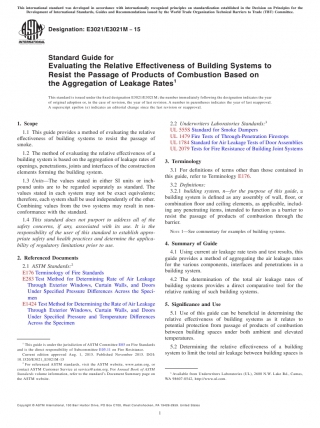 This international standard was developed in accordance with internationally recognized principles on standardization established in the Decision on Principles for the
Development of International Standards, Guides and Recommendations issued by the World Trade Organization Technical Barriers to Trade (TBT) Committee.
Designation: E3021/E3021M – 15
Standard Guide for
Evaluating the Relative Effectiveness of Building Systems to
Resist the Passage of Products of Combustion Based on
the Aggregation of Leakage Rates1
This standard is issued under the fixed designation E3021/E3021M; the number immediately following the designation indicates the year
of original adoption or, in the case of revision, the year of last revision. A number in parentheses indicates the year of last reapproval.
A superscript epsilon (ε) indicates an editorial change since the last revision or reapproval.
1. Scope
1.1 This guide provides a method of evaluating the relative
effectiveness of building systems to resist the passage of
smoke.
1.2 The method of evaluating the relative effectiveness of a
building system is based on the aggregation of leakage rates of
openings, penetrations, joints and interfaces of the construction
elements forming the building system.
1.3 Units—The values stated in either SI units or inch-
pound units are to be regarded separately as standard. The
values stated in each system may not be exact equivalents;
therefore, each system shall be used independently of the other.
Combining values from the two systems may result in non-
conformance with the standard.
1.4 This standard does not purport to address all of the
safety concerns, if any, associated with its use. It is the
responsibility of the user of this standard to establish appro-
priate safety and health practices and determine the applica-
bility of regulatory limitations prior to use.
2. Referenced Documents
2.1 ASTM Standards:2
E176 Terminology of Fire Standards
E283 Test Method for Determining Rate of Air Leakage
Through Exterior Windows, Curtain Walls, and Doors
Under Specified Pressure Differences Across the Speci-
men
E1424 Test Method for Determining the Rate of Air Leakage
Through Exterior Windows, Curtain Walls, and Doors
Under Specified Pressure and Temperature Differences
Across the Specimen
1 This guide is under the jurisdiction of ASTM Committee E05 on Fire Standards
and is the direct responsibility of Subcommittee E05.11 on Fire Resistance.
Current edition approved Aug. 1, 2015. Published November 2015. DOI:
10.1520/E3021_E3021M-15
2 For referenced ASTM standards, visit the ASTM website, www.astm.org, or
contact ASTM Customer Service at service@astm.org. For Annual Book of ASTM
Standards volume information, refer to the standard's Document Summary page on
the ASTM website.
2.2 Underwriters Laboratories Standards:3
UL 555S Standard for Smoke Dampers
UL 1479 Fire Tests of Through-Penetration Firestops
UL 1784 Standard for Air Leakage Tests of Door Assemblies
UL 2079 Tests for Fire Resistance of Building Joint Systems
3. Terminology
3.1 For definitions of terms other than those contained in
this guide, refer to Terminology E176.
3.2 Definitions:
3.2.1 building system, n—for the purpose of this guide, a
building system is defined as any assembly of wall, floor, or
combination floor and ceiling elements, as applicable, includ-
ing any penetrating items, intended to function as a barrier to
resist the passage of products of combustion through the
barrier.
NOTE 1—See commentary for examples of building systems.
4. Summary of Guide
4.1 Using current air leakage rate tests and test results, this
guide provides a method of aggregating the air leakage rates
for the various components, interfaces and penetrations in a
building system.
4.2 The determination of the total air leakage rates of
building systems provides a direct comparative tool for the
relative ranking of such building systems.
5. Significance and Use
5.1 Use of this guide can be beneficial in determining the
relative effectiveness of building systems as it relates to
potential protection from passage of products of combustion
between building spaces under both ambient and elevated
temperatures.
5.2 Determining the relative effectiveness of a building
system to limit the total air leakage between building spaces is
3 Available from Underwriters Laboratories (UL), 2600 N.W. Lake Rd., Camas,
WA 98607-8542, http://www.ul.com.
Copyright © ASTM International, 100 Barr Harbor Drive, PO Box C700, West Conshohocken, PA 19428-2959. United States
1